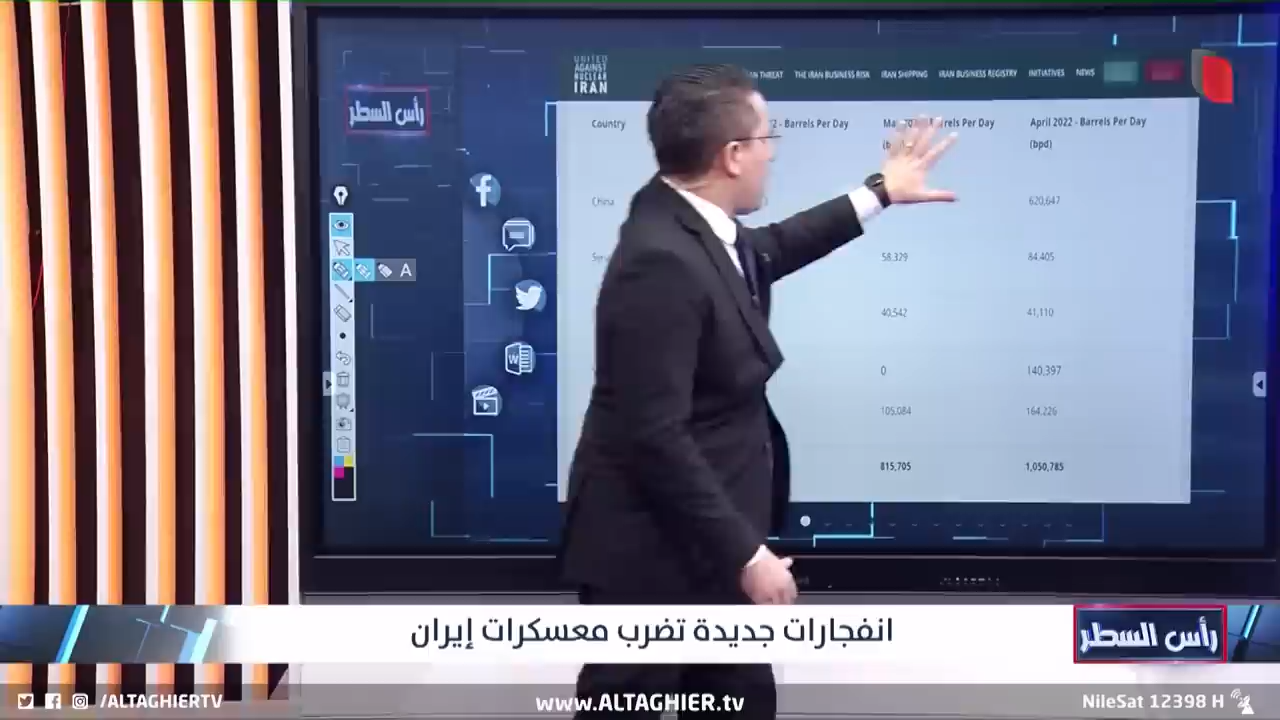 UNITED
AGAINST
NUCLEAR
IRAN
THREAT
THE IRAN BUSINESS RISK
IRAN SHIPPING
IRAN BUSINESS REGISTRY
INITIATIVES
NEWS
رأس السطر
Country
- Barrels Per Day
Per Day
April 2022 - Barrels Per Day
(bpd)
China
620,647
58,329
84,405
A
40,542
41,110
0
140,397
105,084
164,226
815,705
1,050,785
انفجارات جديدة تضرب معسكرات إيران
رأس السطر
/ALTAGHIERTV
www.ALTAGHIER.tv
NileSat 12398 H